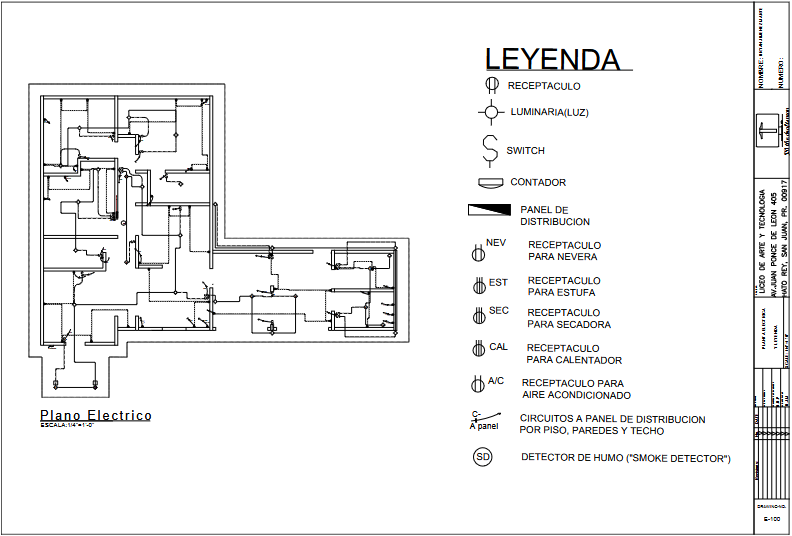 LEYENDA
RECEPTACULO
LUMINARIA(LUZ)
SWITCH
CONTADOR
PANEL DE
DISTRIBUCION
NEV
RECEPTACULO
PARA NEVERA
EST
RECEPTACULO
PARA ESTUFA
SEC
RECEPTACULO
PARA SECADORA
CAL
RECEPTACULO
PARA CALENTADOR
A/C
RECEPTACULO PARA
AIRE ACONDICIONADO
C-
A panel
CIRCUITOS A PANEL DE DISTRIBUCION
POR PISO, PAREDES Y TECHO
SD
DETECTOR DE HUMO ("SMOKE DETECTOR")
Plano Electrico
ESCALA:1/4"=1'-0"
NOMBRE:
NUMERO:
LICEO DE ARTE Y TECNOLOGIA
AV.JUAN PONCE DE LEON 405
HATO REY, SAN JUAN, PR. 00917
Y LEYENDA
DRAWING-NO.
E-100